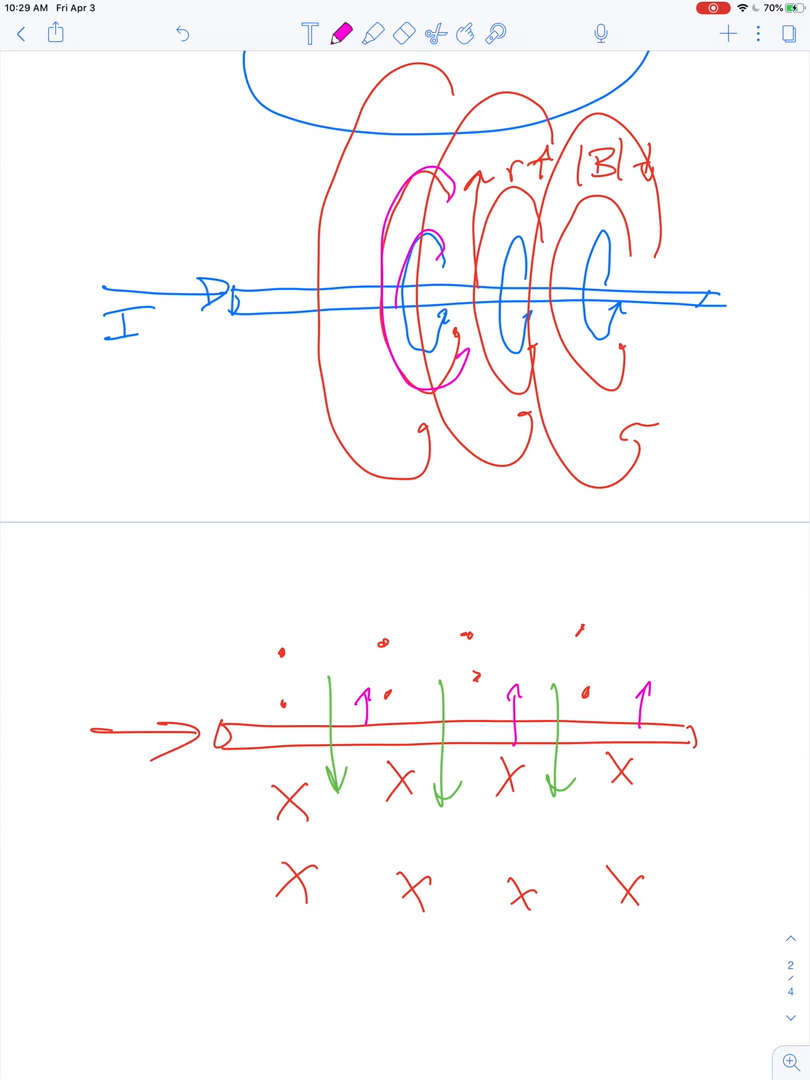 10:29 AM Fri Apr 3
70%
T
r↑ |B|↓
I
2
/
4
X X X X
X X X X